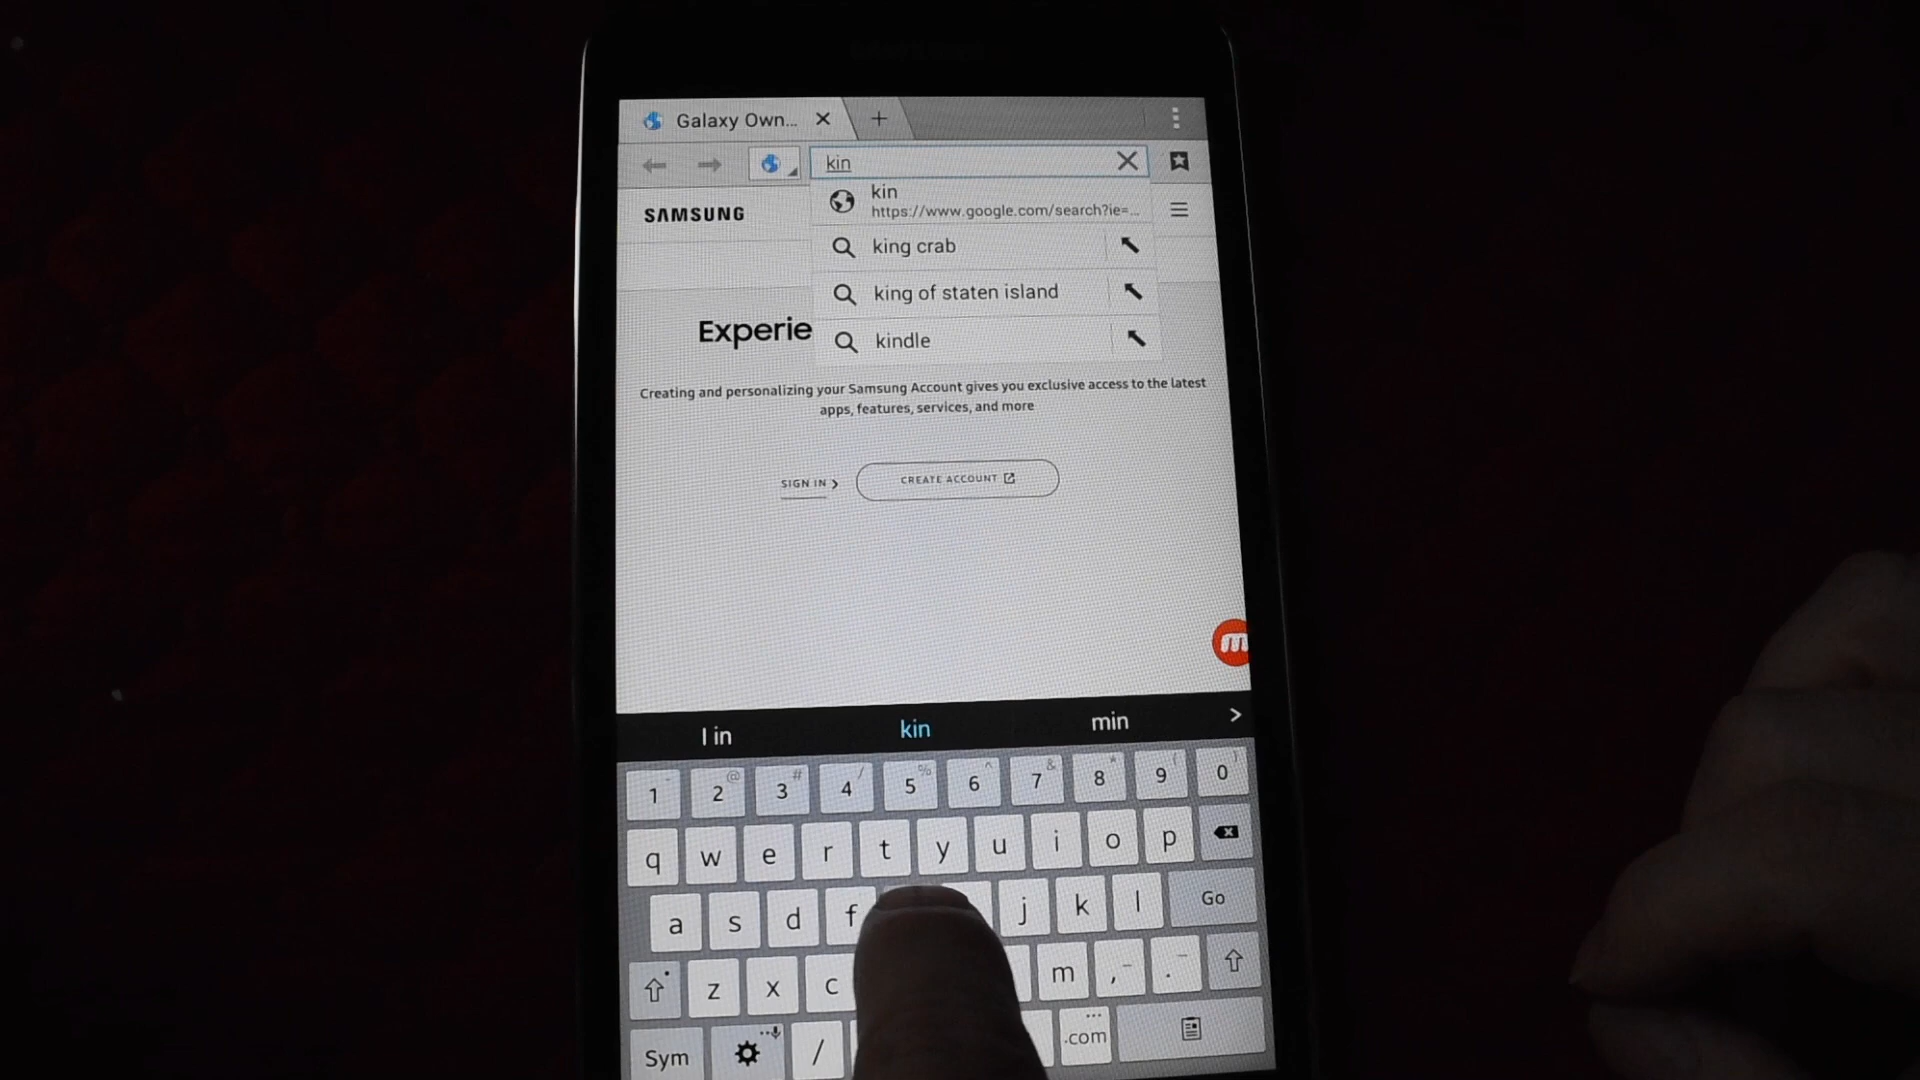 Galaxy Own...
kin
kin
https://www.google.com/search?ie=...
SAMSUNG
king crab
king of staten island
Experie
kindle
Creating and personalizing your Samsung Account gives you exclusive access to the latest
apps, features, services, and more
SIGN IN
CREATE ACCOUNT
m
I in kin min
1 2 @ 3 # 4 / 5 % 6 ^ 7 & 8 * 9 ( 0 )
q w e r t y u i o p
a s d f j k l Go
z x c m , - .
Sym / .com